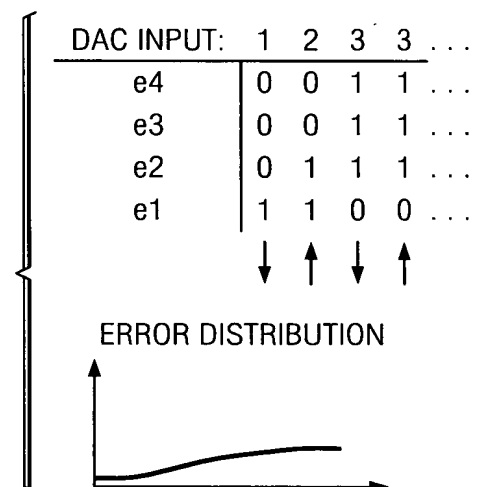 DAC INPUT: 1 2 3 3 ...
e4 0 0 1 1 ...
e3 0 0 1 1 ...
e2 0 1 1 1 ...
e1 1 1 0 0 ...
ERROR DISTRIBUTION